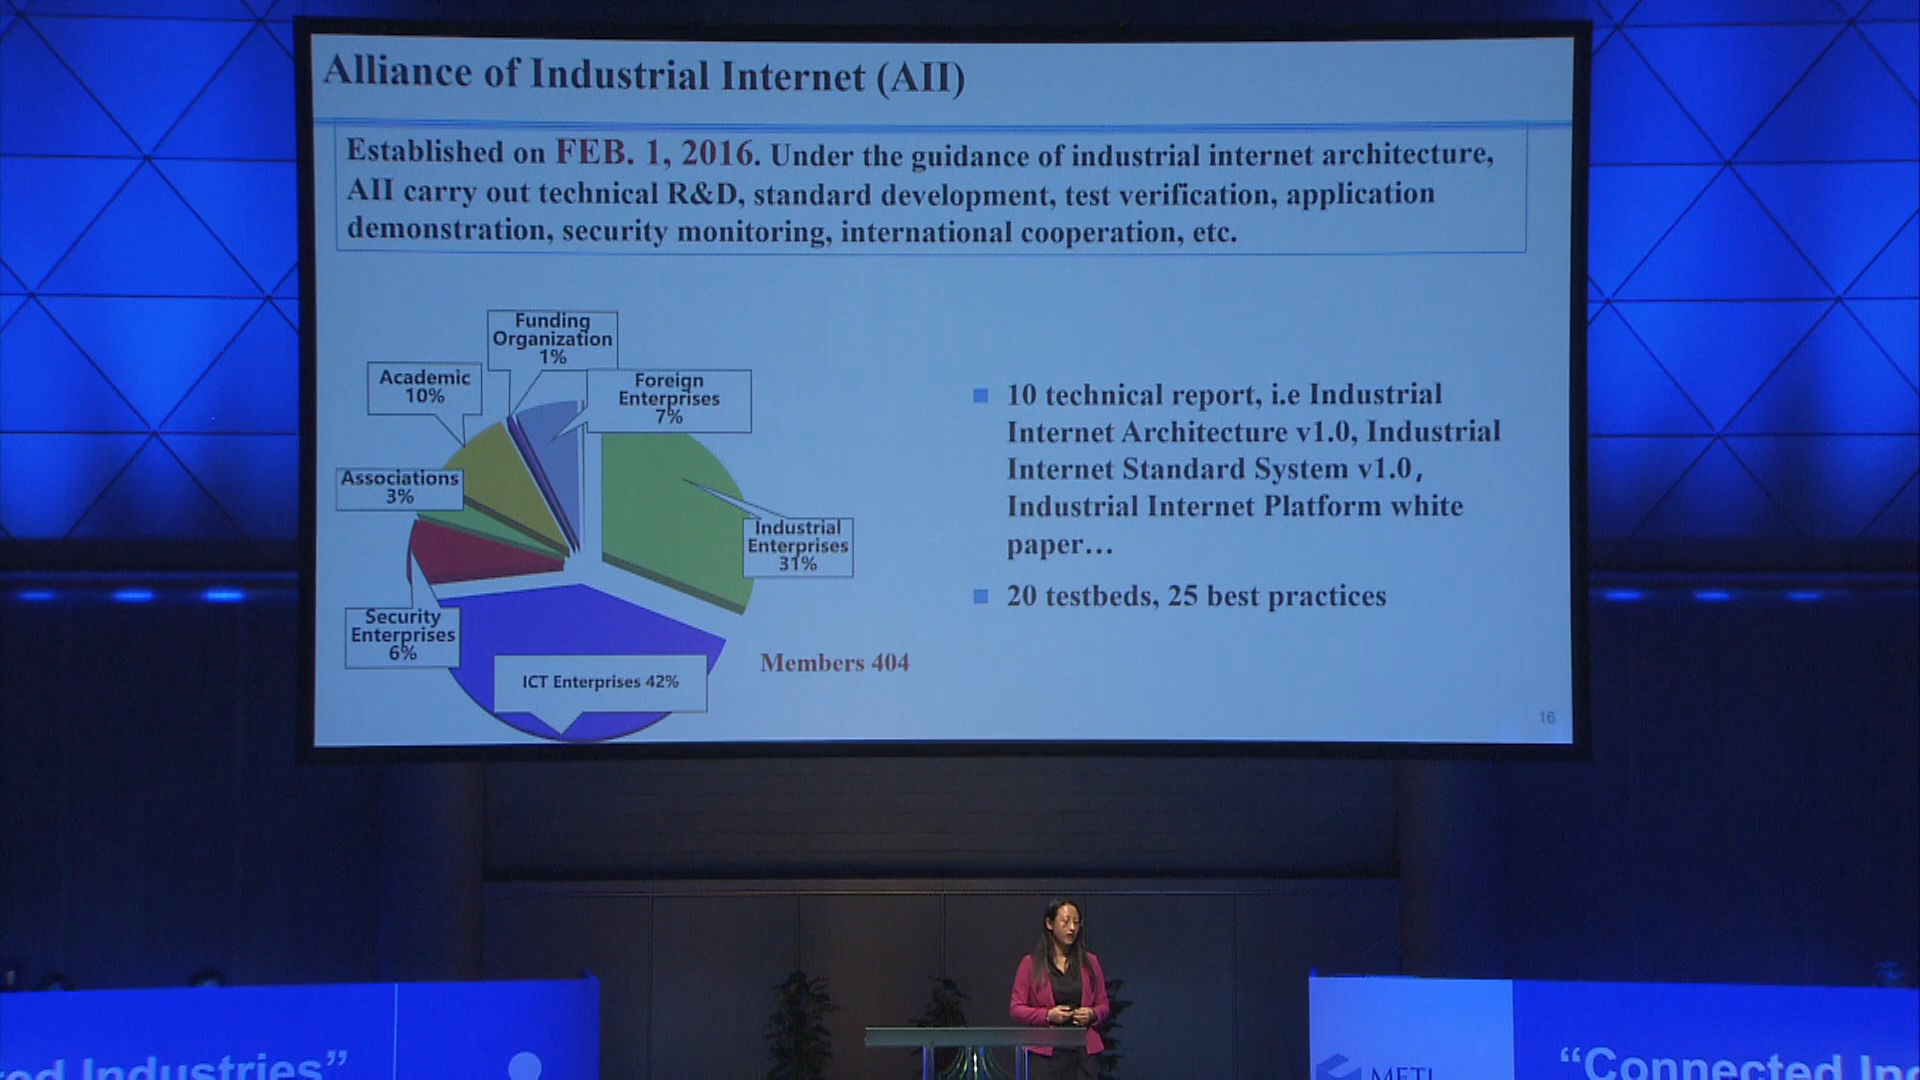 Alliance of Industrial Internet (AII)
Established on FEB. 1, 2016. Under the guidance of industrial internet architecture,
AII carry out technical R&D, standard development, test verification, application
demonstration, security monitoring, international cooperation, etc.
Funding
Organization
1%
Foreign
Enterprises
7%
Academic
10%
Associations
3%
Industrial
Enterprises
31%
Security
Enterprises
6%
ICT Enterprises 42%
Members 404
10 technical report, i.e Industrial
Internet Architecture v1.0, Industrial
Internet Standard System v1.0,
Industrial Internet Platform white
paper…
20 testbeds, 25 best practices
16
ed Industries”
METI
“Connected Ind